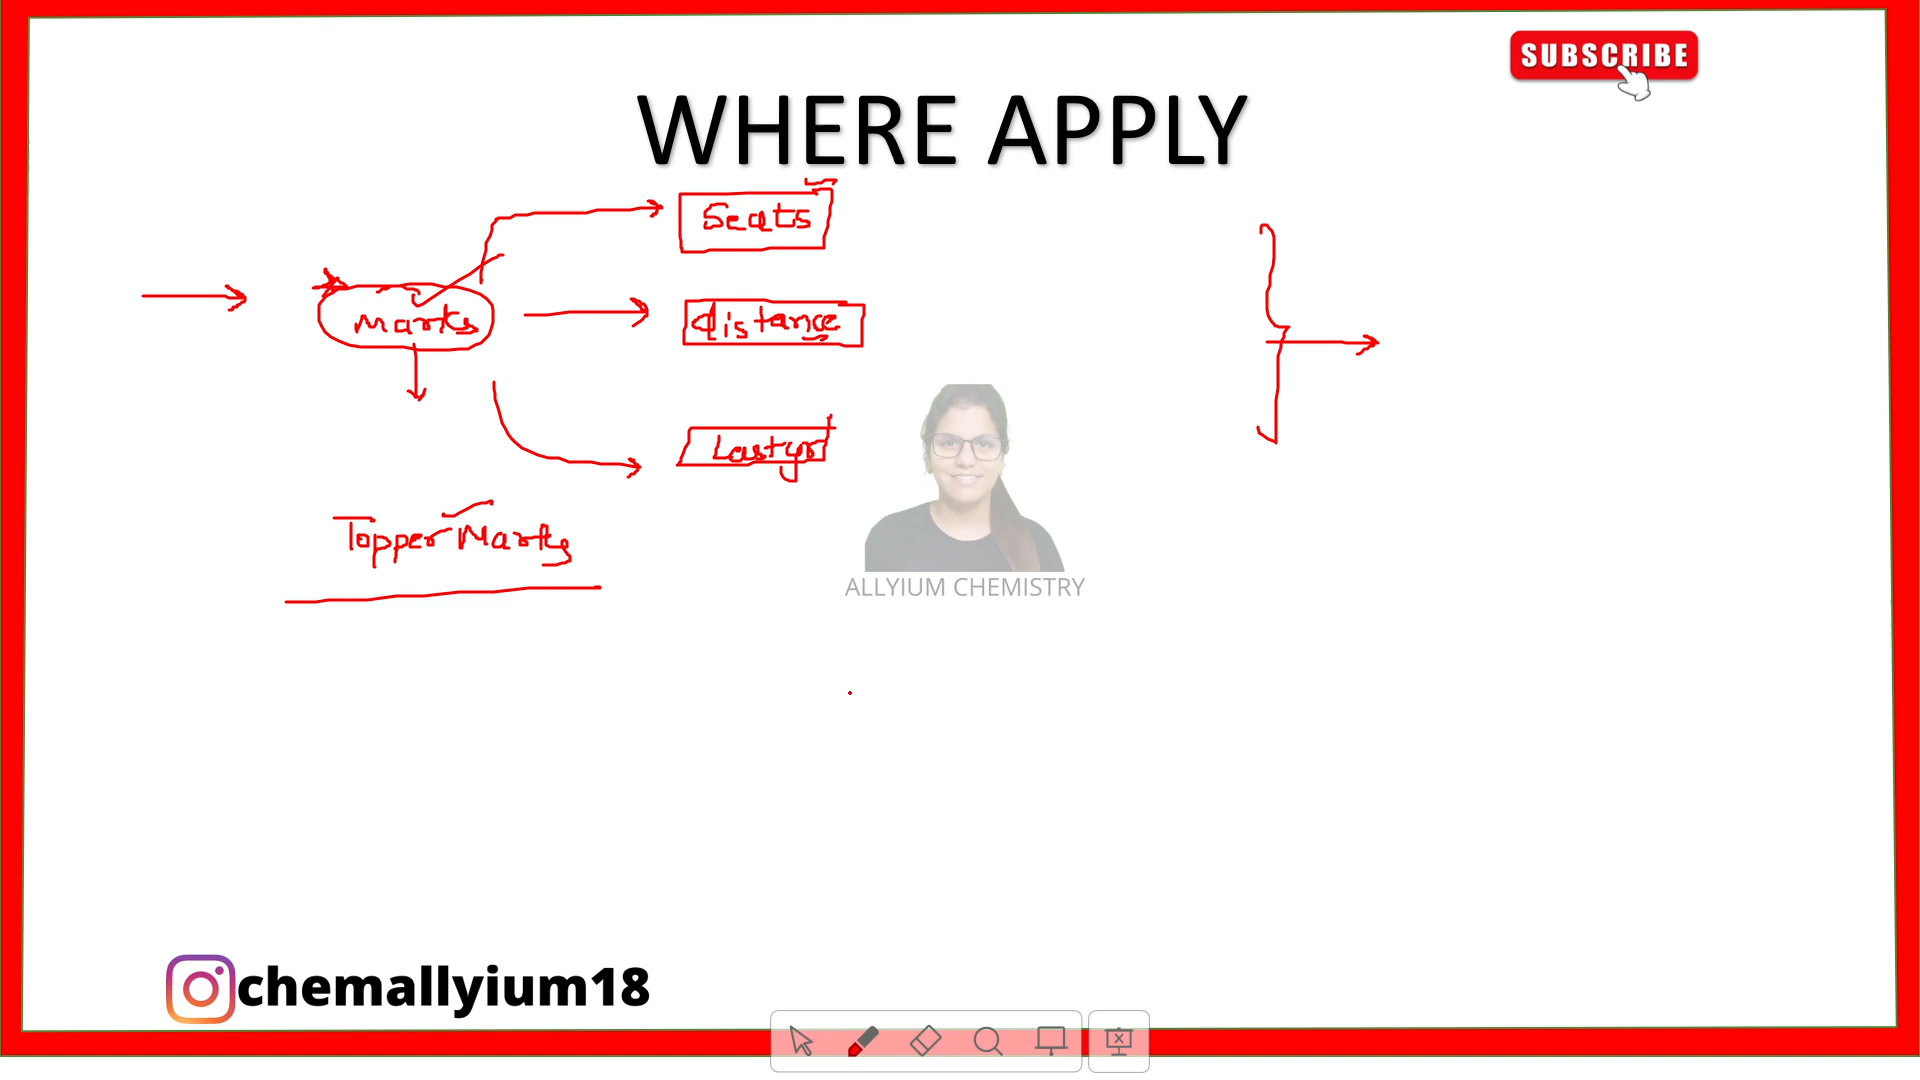 SUBSCRIBE
WHERE APPLY
Seats
Marks
distance
Last yr
Topper Marks
ALLYIUM CHEMISTRY
chemallyium18